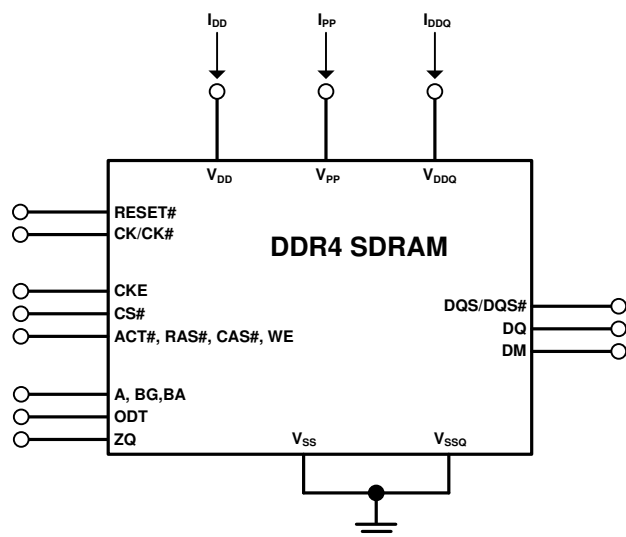 IDD IPP IDDQ
VDD VPP VDDQ
RESET#
CK/CK#
DDR4 SDRAM
CKE
CS#
ACT#, RAS#, CAS#, WE
DQS/DQS#
DQ
DM
A, BG,BA
ODT
ZQ
VSS VSSQ